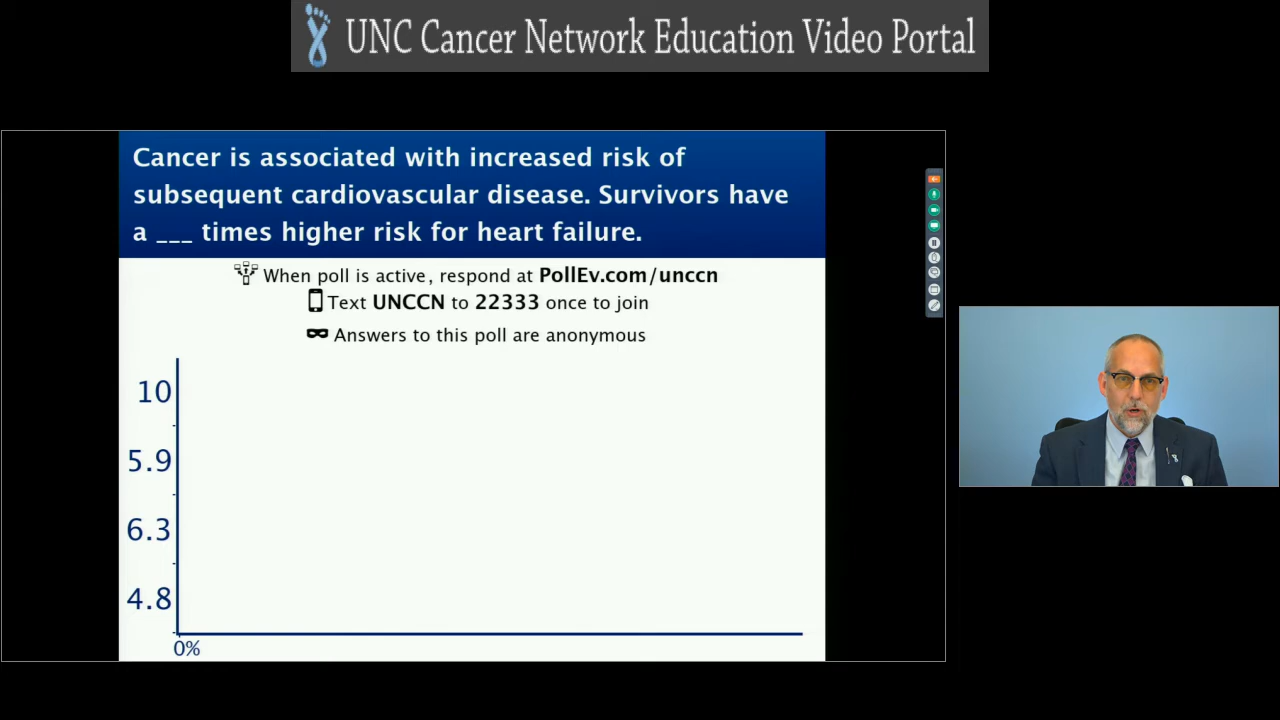 UNC Cancer Network Education Video Portal
Cancer is associated with increased risk of
subsequent cardiovascular disease. Survivors have
a ___ times higher risk for heart failure.
When poll is active, respond at PollEv.com/unccn
Text UNCCN to 22333 once to join
Answers to this poll are anonymous
10
5.9
6.3
4.8
0%